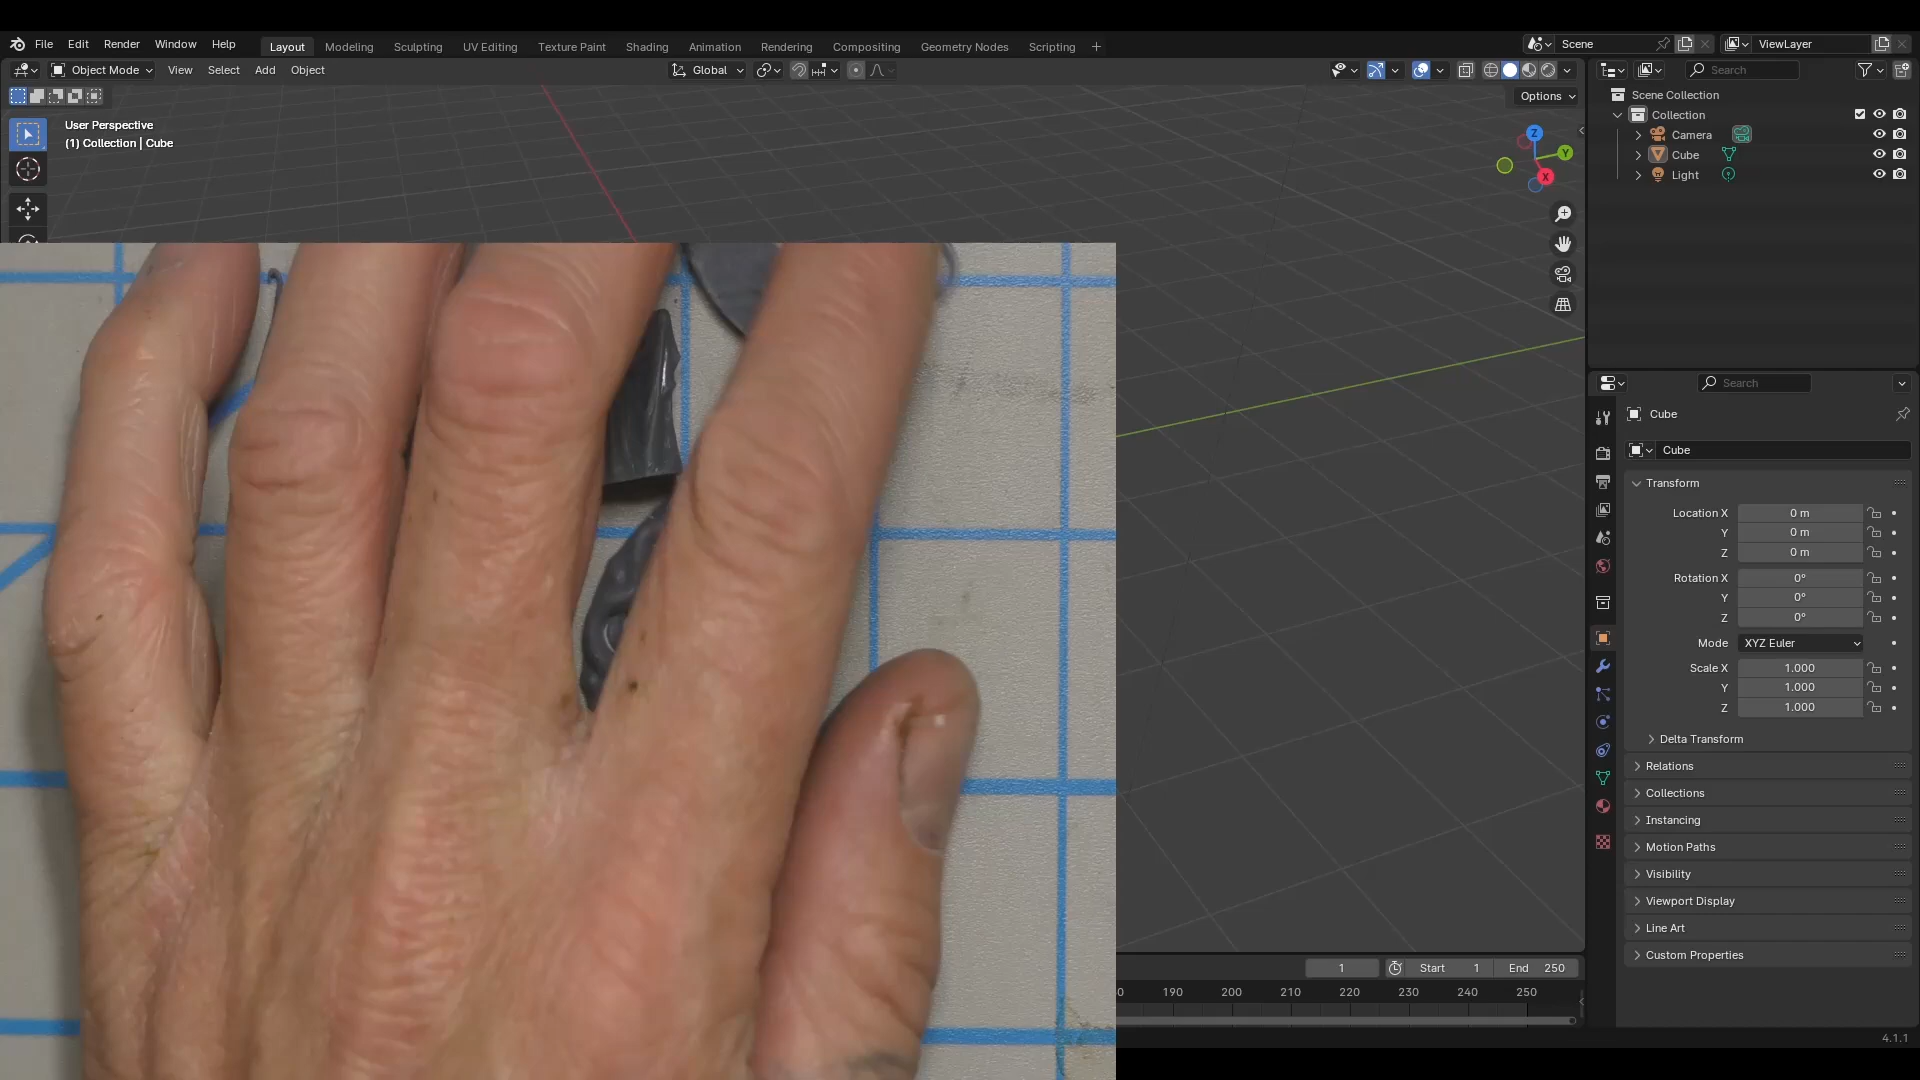 File Edit Render Window Help Layout Modeling Sculpting UV Editing Texture Paint Shading Animation Rendering Compositing Geometry Nodes Scripting + Scene ViewLayer
Object Mode View Select Add Object Global Search
Options
User Perspective
(1) Collection | Cube
Z
Y
X
Scene Collection
Collection
Camera
Cube
Light
Search
Cube
Cube
Transform
Location X 0 m
Y 0 m
Z 0 m
Rotation X 0°
Y 0°
Z 0°
Mode XYZ Euler
Scale X 1.000
Y 1.000
Z 1.000
Delta Transform
Relations
Collections
Instancing
Motion Paths
Visibility
Viewport Display
Line Art
Custom Properties
1 Start 1 End 250
190 200 210 220 230 240 250
4.1.1